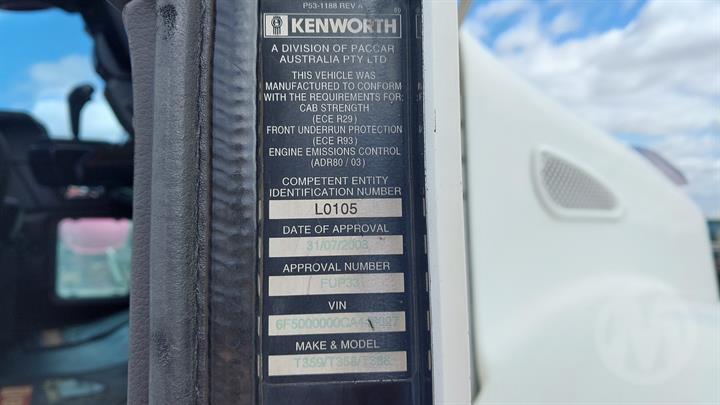 P53-1188 REV A
KENWORTH®
A DIVISION OF PACCAR
AUSTRALIA PTY LTD
THIS VEHICLE WAS
MANUFACTURED TO CONFORM
WITH THE REQUIREMENTS FOR:
CAB STRENGTH
(ECE R29)
FRONT UNDERRUN PROTECTION
(ECE R93)
ENGINE EMISSIONS CONTROL
(ADR80 / 03)
COMPETENT ENTITY
IDENTIFICATION NUMBER
L0105
DATE OF APPROVAL
31/07/2008
APPROVAL NUMBER
VIN
MAKE & MODEL
T359/T358/